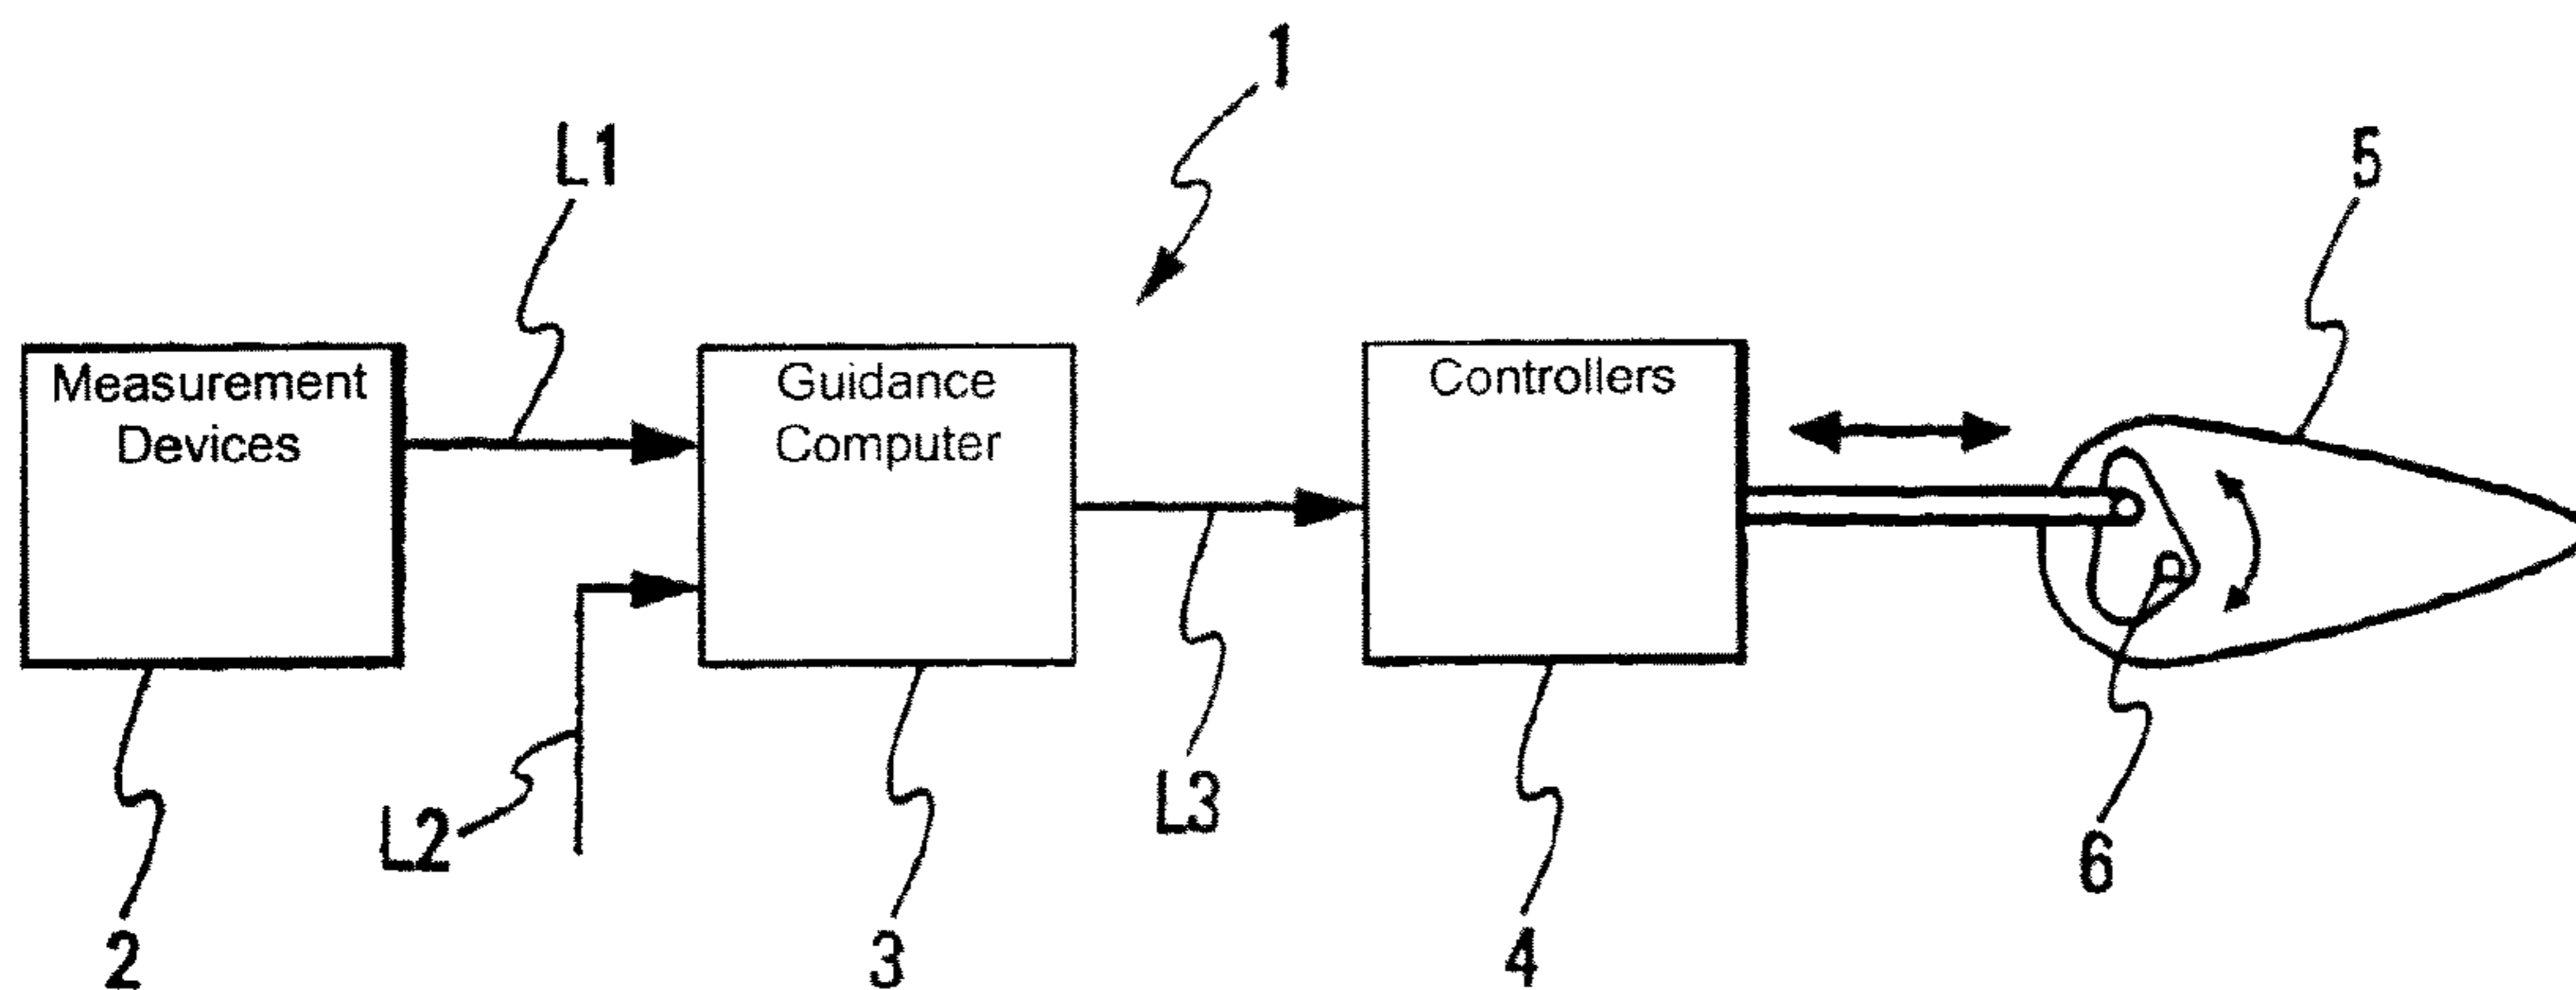 1
L1
5
Measurement
Devices
Guidance
Computer
Controllers
L2
L3
6
2
3
4